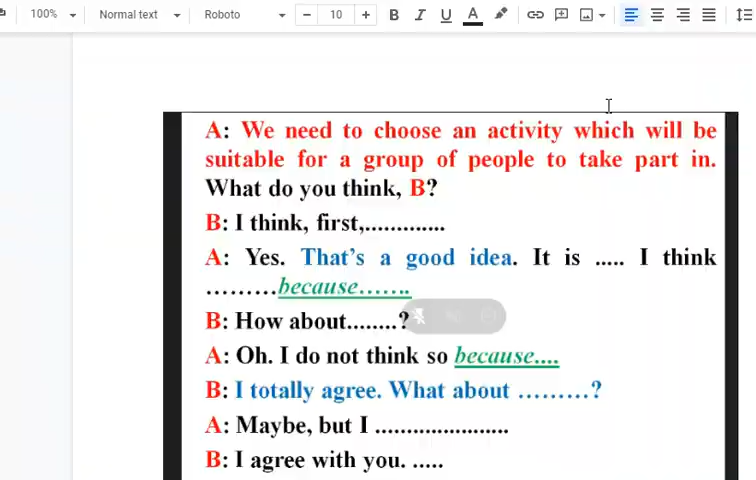 100% Normal text Roboto 10 B I U A
A: We need to choose an activity which will be
suitable for a group of people to take part in.
What do you think, B?
B: I think, first,.............
A: Yes. That's a good idea. It is ..... I think
………because…….
B: How about........?
A: Oh. I do not think so because....
B: I totally agree. What about ………?
A: Maybe, but I .......................
B: I agree with you. .....